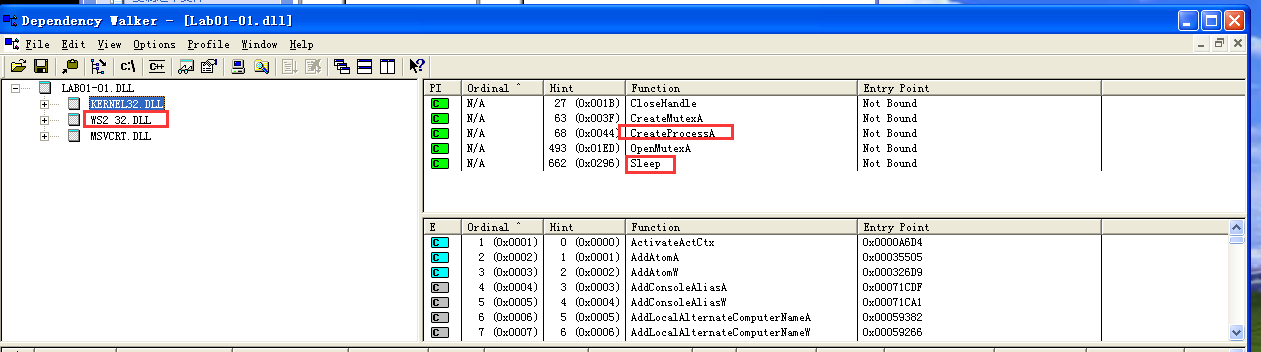 Dependency Walker - [Lab01-01.dll]
File Edit View Options Profile Window Help
C:\ C++
LAB01-01.DLL
KERNEL32.DLL
WS2_32.DLL
MSVCRT.DLL
PI Ordinal ^ Hint Function Entry Point
C N/A 27 (0x001B) CloseHandle Not Bound
C N/A 63 (0x003F) CreateMutexA Not Bound
C N/A 68 (0x0044) CreateProcessA Not Bound
C N/A 493 (0x01ED) OpenMutexA Not Bound
C N/A 662 (0x0296) Sleep Not Bound
E Ordinal ^ Hint Function Entry Point
C 1 (0x0001) 0 (0x0000) ActivateActCtx 0x0000A6D4
C 2 (0x0002) 1 (0x0001) AddAtomA 0x00035505
C 3 (0x0003) 2 (0x0002) AddAtomW 0x000326D9
C 4 (0x0004) 3 (0x0003) AddConsoleAliasA 0x00071CDF
C 5 (0x0005) 4 (0x0004) AddConsoleAliasW 0x00071CA1
C 6 (0x0006) 5 (0x0005) AddLocalAlternateComputerNameA 0x00059382
C 7 (0x0007) 6 (0x0006) AddLocalAlternateComputerNameW 0x00059266